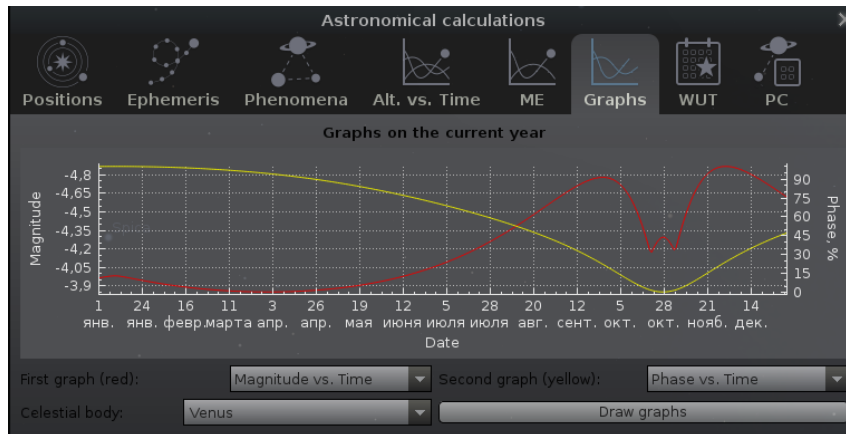 Astronomical calculations
Positions Ephemeris Phenomena Alt. vs. Time ME Graphs WUT PC
Graphs on the current year
Magnitude
-4,8
-4,65
-4,5
-4,35
-4,2
-4,05
-3,9
90
75
60
45
30
15
0
Phase, %
1 24 16 11 3 26 19 12 5 28 20 12 5 28 21 14
янв. янв. февр. марта апр. апр. мая июня июля июля авг. сент. окт. окт. нояб. дек.
Date
First graph (red): Magnitude vs. Time Second graph (yellow): Phase vs. Time
Celestial body: Venus Draw graphs